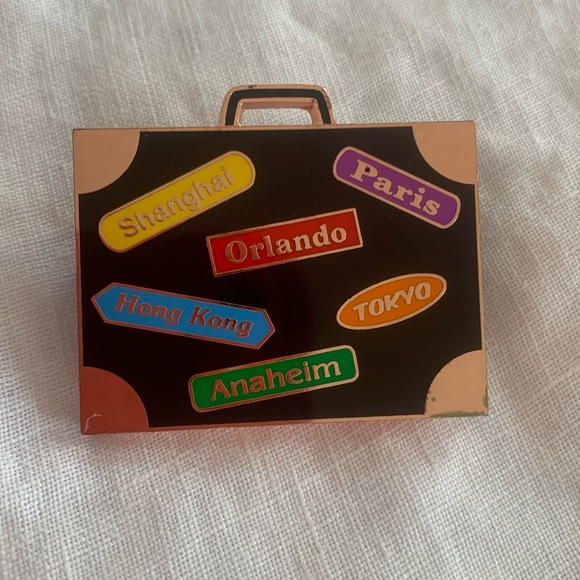 Shanghai
Paris
Orlando
Hong Kong
TOKYO
Anaheim